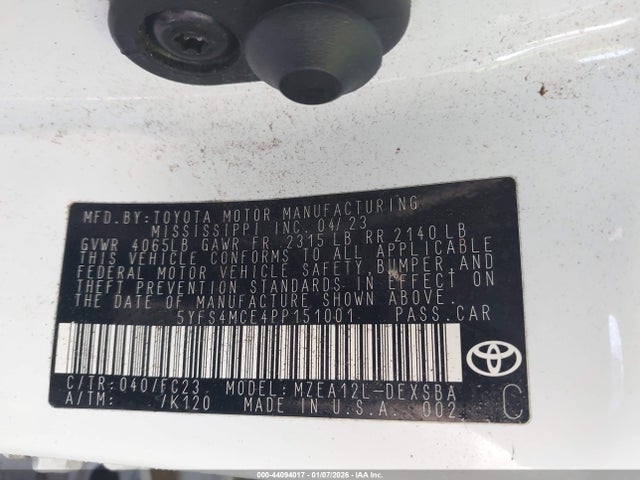 MFD.BY:TOYOTA MOTOR MANUFACTURING
MISSISSIPPI INC. 04/23
GVWR 4065LB GAWR FR 2315 LB RR 2140 LB
THIS VEHICLE CONFORMS TO ALL APPLICABLE
FEDERAL MOTOR VEHICLE SAFETY,BUMPER,AND
THEFT PREVENTION STANDARDS IN EFFECT ON
THE DATE OF MANUFACTURE SHOWN ABOVE.
5YFS4MCE4PP151001 PASS.CAR
C/TR:040/FC23 MODEL:MZEA12L-DEXSBA
A/TM: /K120 MADE IN U.S.A 002 C
000-44094017 - 01/07/2026 - IAAI.COM